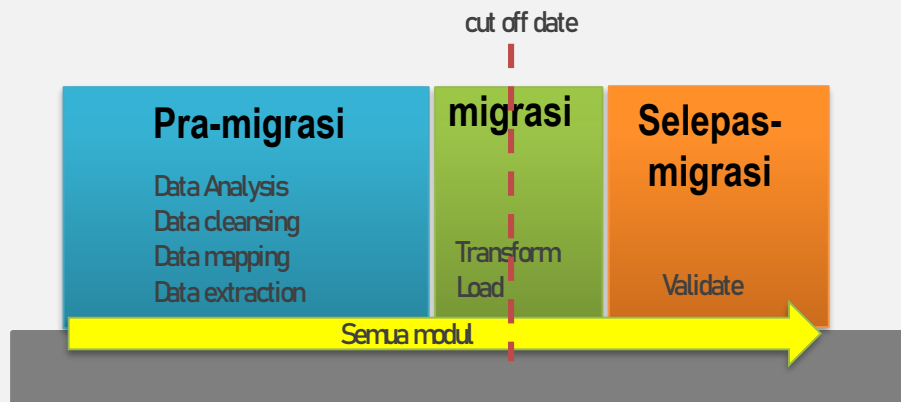 cut off date
Pra-migrasi
Data Analysis
Data cleansing
Data mapping
Data extraction
migrasi
Transform
Load
Selepas-
migrasi
Validate
Semua modul